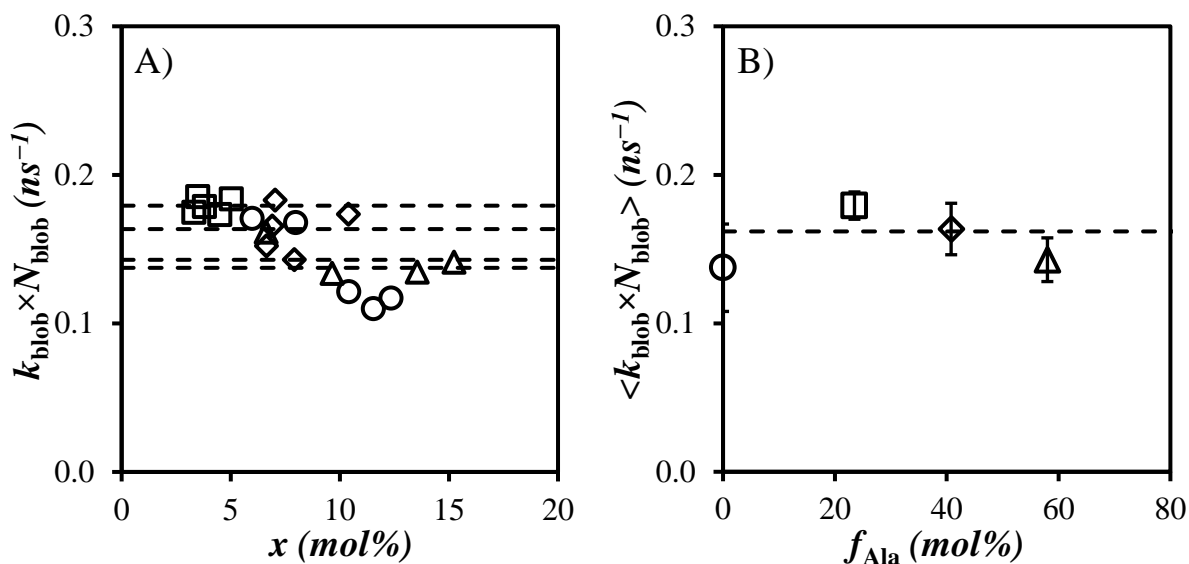 A)
0.3
0.2
0.1
0.0
k_blob×N_blob (ns⁻¹)
0 5 10 15 20
x (mol%)
B)
0.3
0.2
0.1
0.0
<k_blob×N_blob> (ns⁻¹)
0 20 40 60 80
f_Ala (mol%)